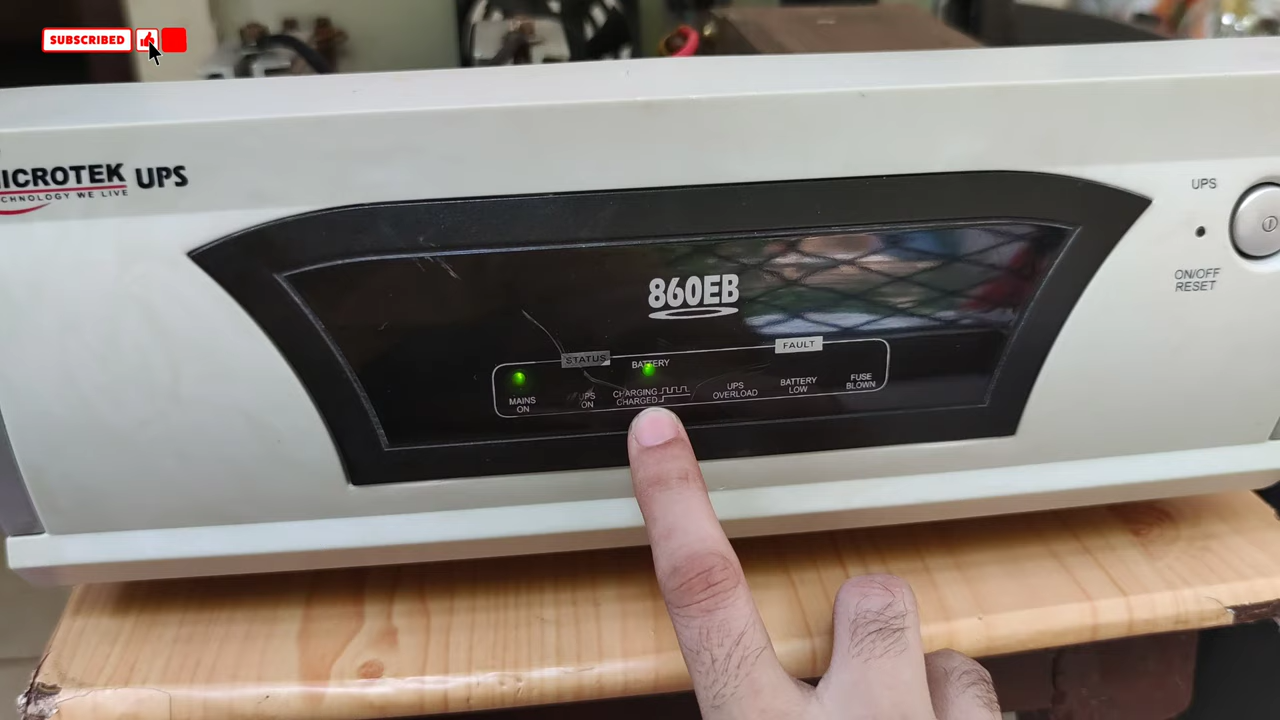 SUBSCRIBED
ICROTEK UPS
CHNOLOGY WE LIVE
UPS
ON/OFF
RESET
860EB
STATUS
BATTERY
FAULT
MAINS
ON
UPS
ON
CHARGING
CHARGED
UPS
OVERLOAD
BATTERY
LOW
FUSE
BLOWN